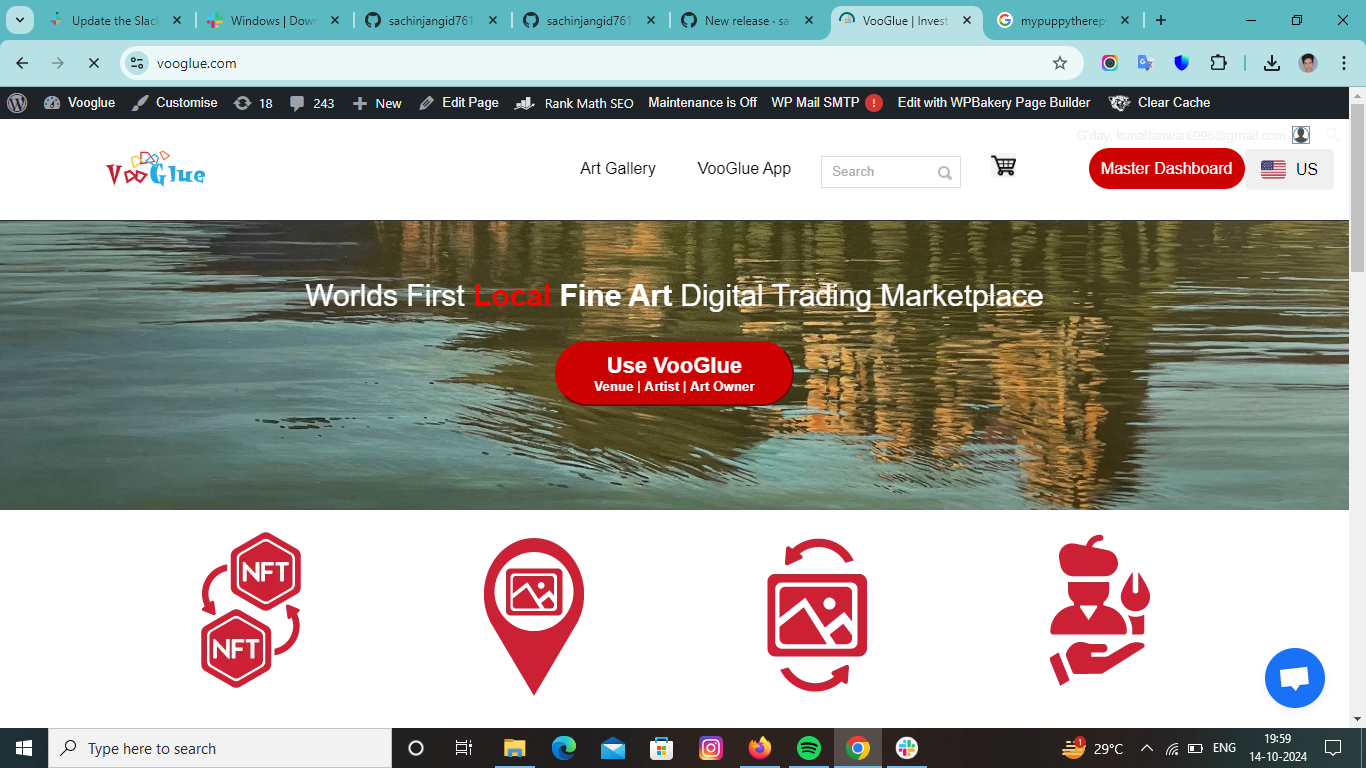 Update the Slack
Windows | Down
sachinjangid761
sachinjangid761
New release · sa
VooGlue | Invest
mypuppytherepy
vooglue.com
Vooglue
Customise
18
243
New
Edit Page
Rank Math SEO
Maintenance is Off
WP Mail SMTP !
Edit with WPBakery Page Builder
Clear Cache
G'day, kunaltanwar6996@gmail.com
VooGlue
Art Gallery
VooGlue App
Search
Master Dashboard
US
Worlds First Local Fine Art Digital Trading Marketplace
Use VooGlue
Venue | Artist | Art Owner
NFT
NFT
Type here to search
1
29°C
ENG
19:59
14-10-2024